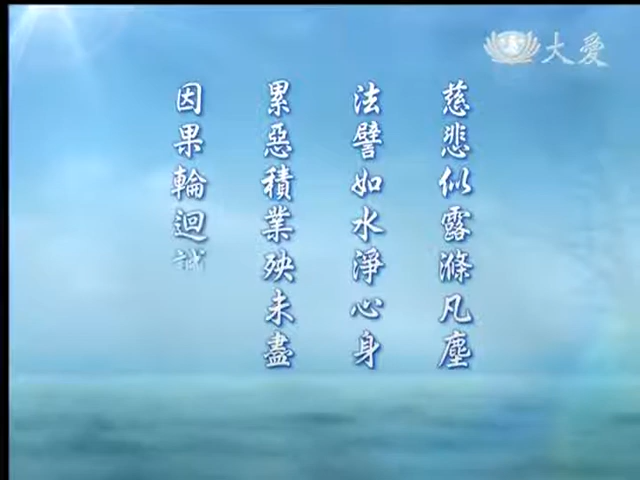 大愛
慈悲似露滌凡塵
法譬如水淨心身
累惡積業殃未盡
因果輪迴誠